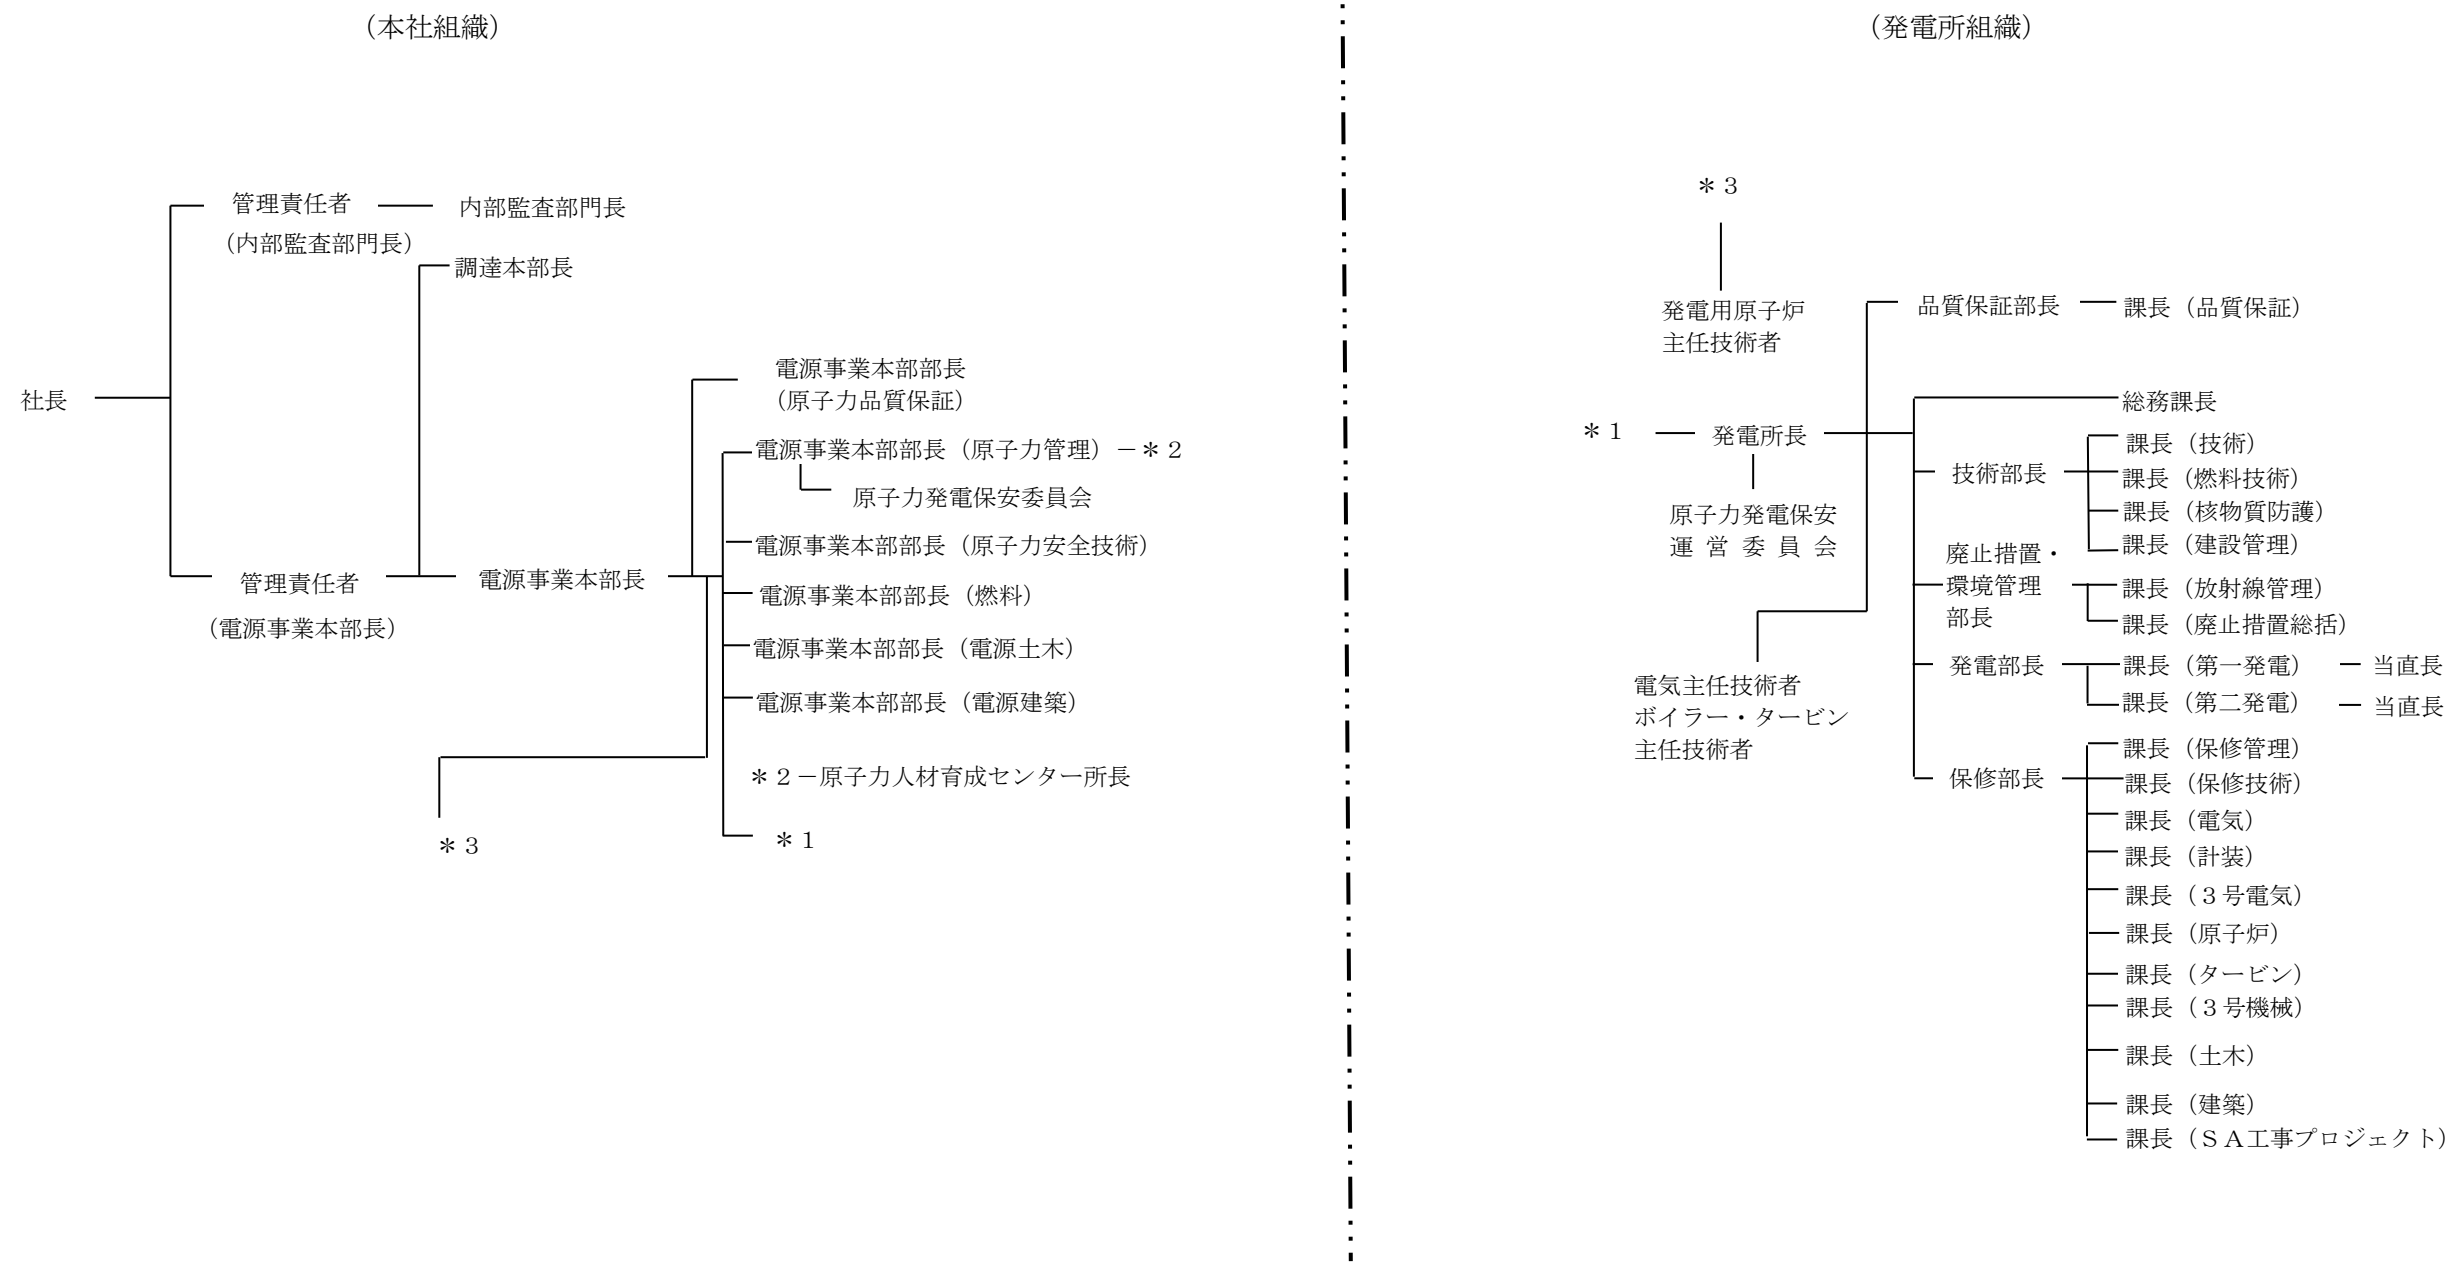 （本社組織）
管理責任者
（内部監査部門長）
内部監査部門長
調達本部長
社長
電源事業本部部長
（原子力品質保証）
電源事業本部部長（原子力管理）－＊２
原子力発電保安委員会
電源事業本部部長（原子力安全技術）
管理責任者
（電源事業本部長）
電源事業本部長
電源事業本部部長（燃料）
電源事業本部部長（電源土木）
電源事業本部部長（電源建築）
＊２－原子力人材育成センター所長
＊１
＊３
（発電所組織）
＊３
発電用原子炉
主任技術者
＊１
発電所長
原子力発電保安
運営委員会
電気主任技術者
ボイラー・タービン
主任技術者
品質保証部長
課長（品質保証）
総務課長
技術部長
課長（技術）
課長（燃料技術）
課長（核物質防護）
課長（建設管理）
廃止措置・
環境管理
部長
課長（放射線管理）
課長（廃止措置総括）
発電部長
課長（第一発電）
当直長
課長（第二発電）
当直長
保修部長
課長（保修管理）
課長（保修技術）
課長（電気）
課長（計装）
課長（３号電気）
課長（原子炉）
課長（タービン）
課長（３号機械）
課長（土木）
課長（建築）
課長（ＳＡ工事プロジェクト）